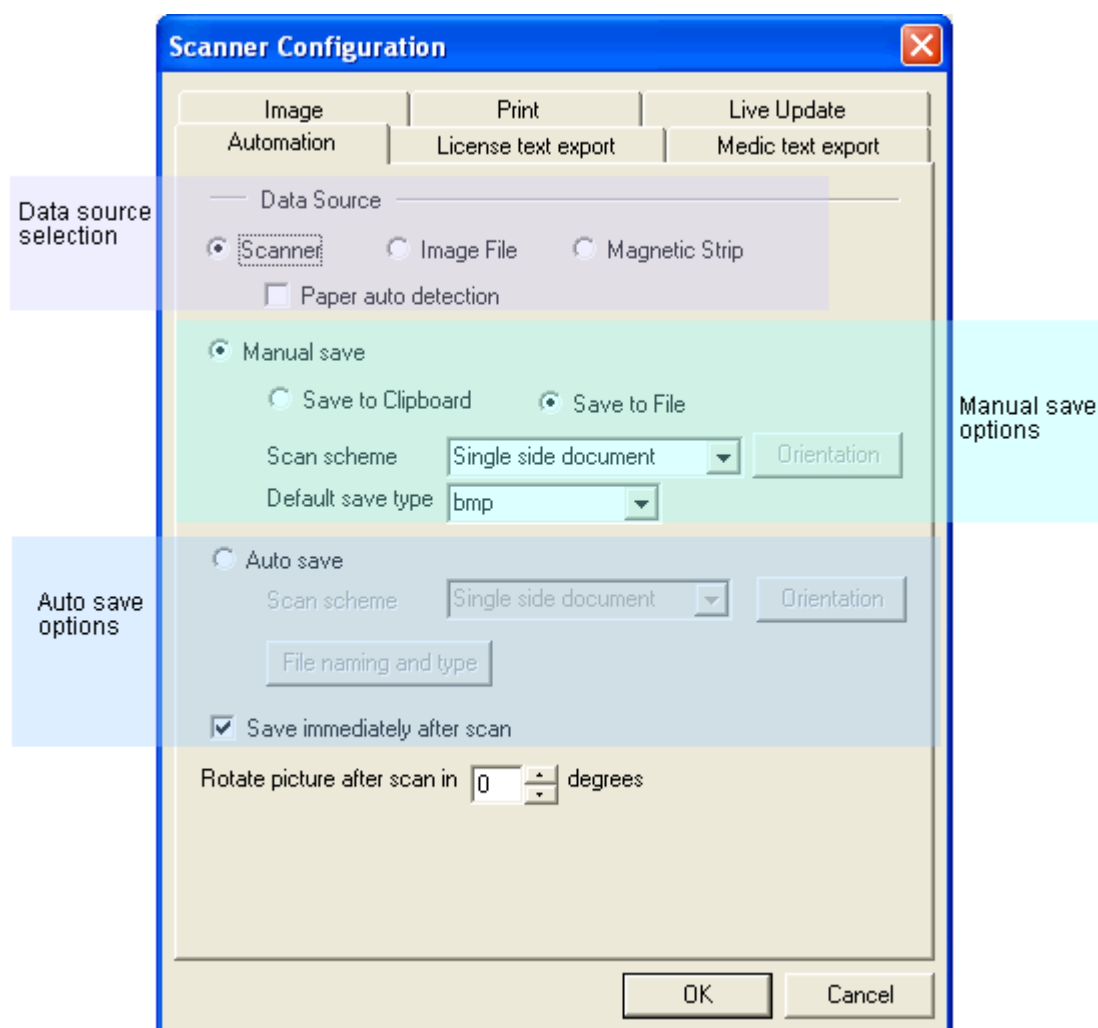 Scanner Configuration
Image Print Live Update
Automation License text export Medic text export
Data source
selection
Data Source
Scanner Image File Magnetic Strip
Paper auto detection
Manual save
Save to Clipboard Save to File
Manual save
options
Scan scheme Single side document Orientation
Default save type bmp
Auto save
Auto save
options
Scan scheme Single side document Orientation
File naming and type
Save immediately after scan
Rotate picture after scan in 0 degrees
OK Cancel